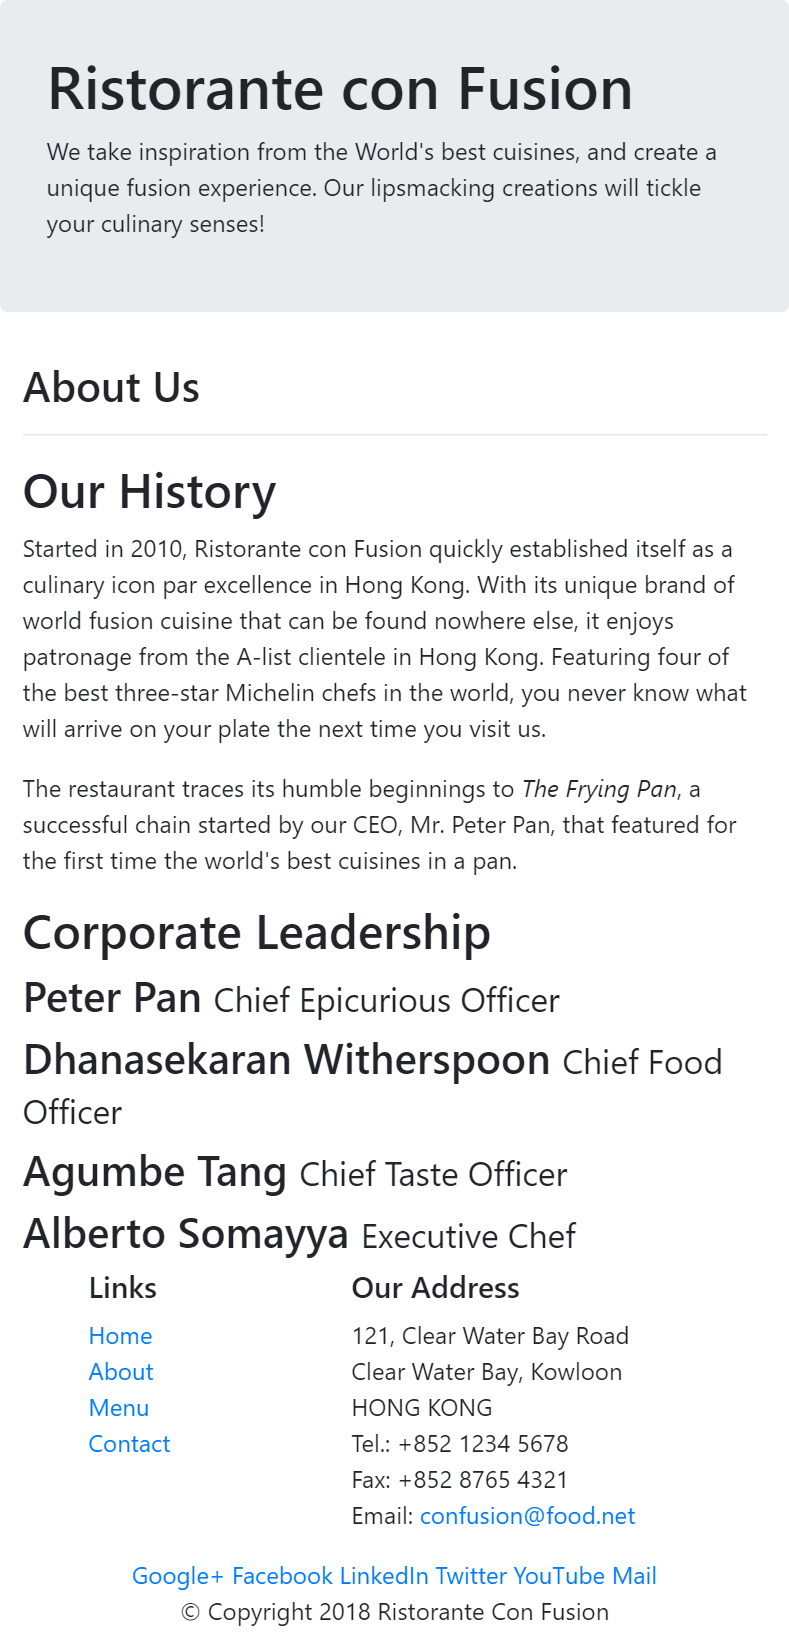 Ristorante con Fusion
We take inspiration from the World's best cuisines, and create a
unique fusion experience. Our lipsmacking creations will tickle
your culinary senses!
About Us
Our History
Started in 2010, Ristorante con Fusion quickly established itself as a
culinary icon par excellence in Hong Kong. With its unique brand of
world fusion cuisine that can be found nowhere else, it enjoys
patronage from the A-list clientele in Hong Kong. Featuring four of
the best three-star Michelin chefs in the world, you never know what
will arrive on your plate the next time you visit us.
The restaurant traces its humble beginnings to The Frying Pan, a
successful chain started by our CEO, Mr. Peter Pan, that featured for
the first time the world's best cuisines in a pan.
Corporate Leadership
Peter Pan Chief Epicurious Officer
Dhanasekaran Witherspoon Chief Food
Officer
Agumbe Tang Chief Taste Officer
Alberto Somayya Executive Chef
Links
Home
About
Menu
Contact
Our Address
121, Clear Water Bay Road
Clear Water Bay, Kowloon
HONG KONG
Tel.: +852 1234 5678
Fax: +852 8765 4321
Email: confusion@food.net
Google+ Facebook LinkedIn Twitter YouTube Mail
© Copyright 2018 Ristorante Con Fusion